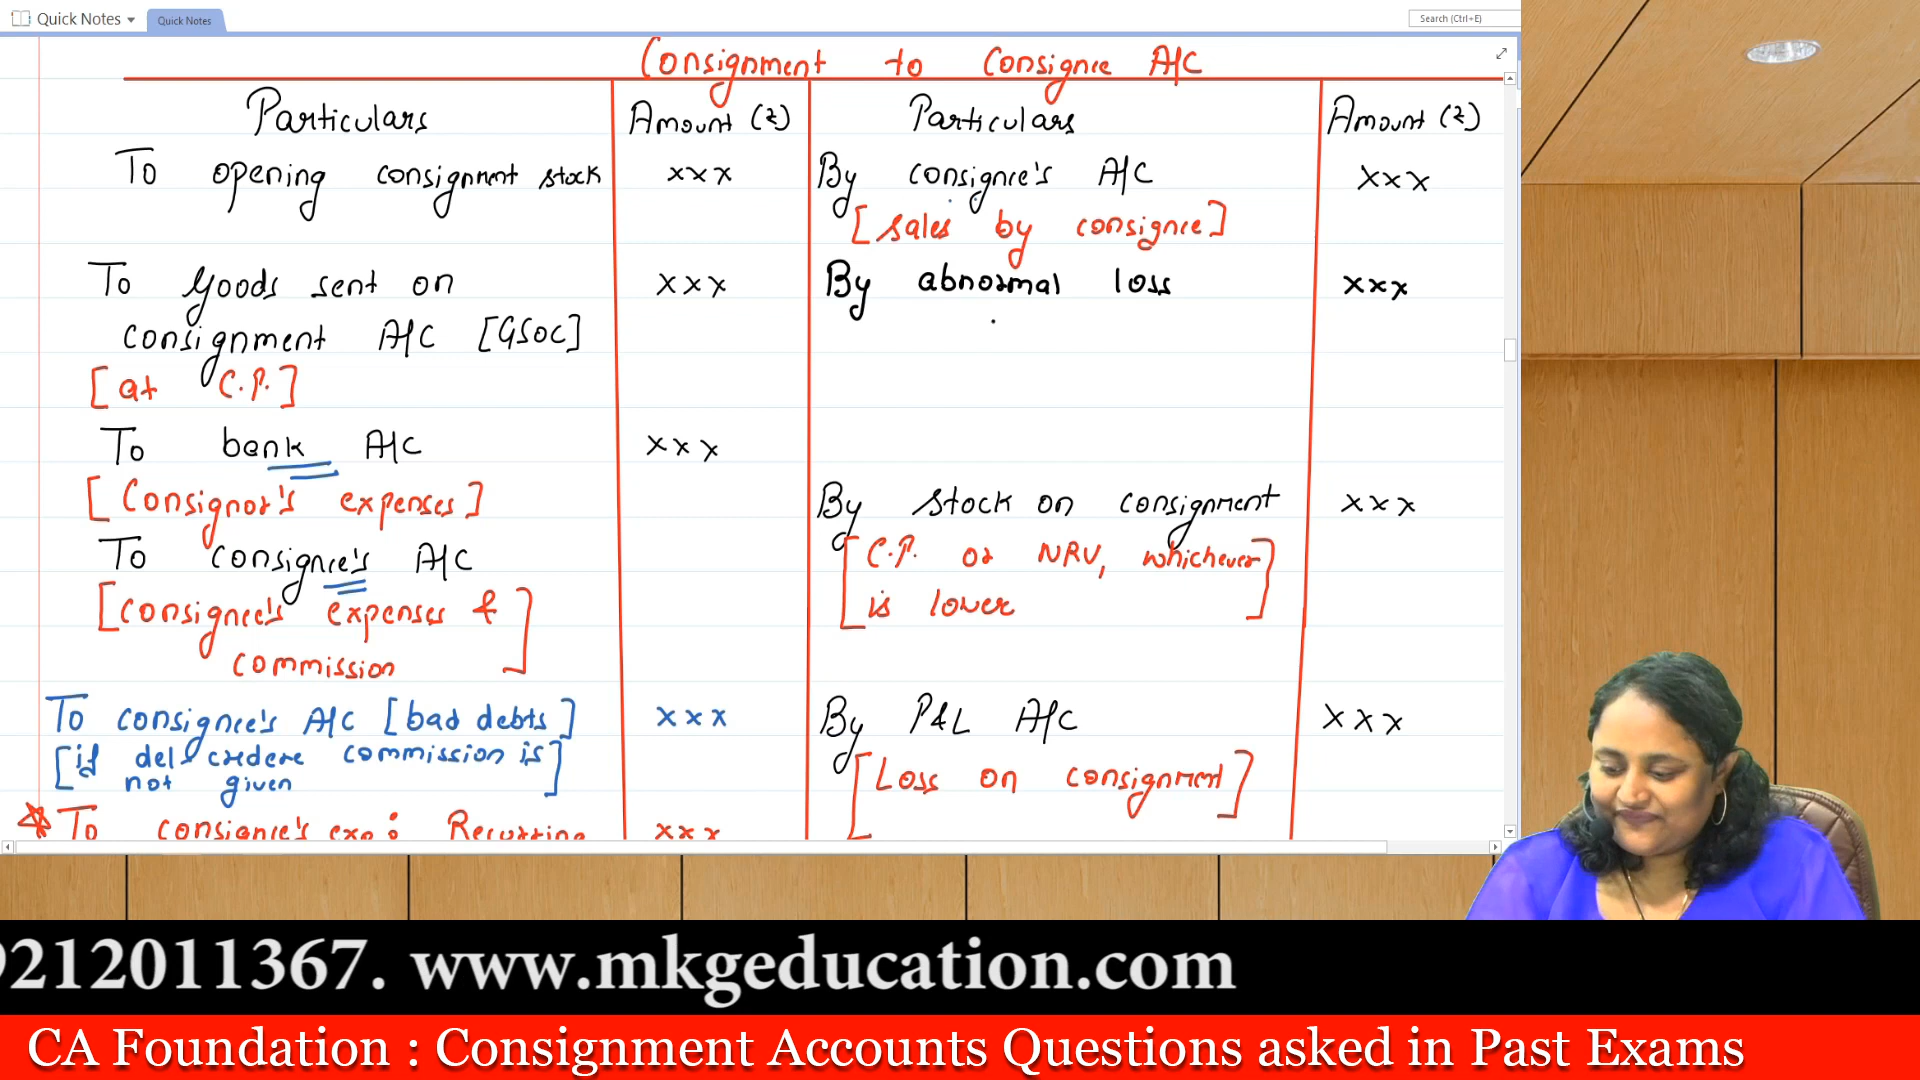 Quick Notes
Quick Notes
Search (Ctrl+E)
Consignment to Consignee A/C
Particulars Amount (₹) Particulars Amount (₹)
To opening consignment stock xxx By consignee's A/C xxx
[sales by consignee]
To Goods sent on xxx By abnormal loss xxx
consignment A/C [GSOC]
[at C.P.]
To bank A/C xxx
[Consignor's expenses] By stock on consignment xxx
To consignee's A/C [C.P. or NRV, whichever
[consignee's expenses & is lower]
commission]
To consignee's A/C [bad debts] xxx By P&L A/C xxx
[if del credere commission is [Loss on consignment]
not given]
To consignee's exp: Recurring xxx
9212011367. www.mkgeducation.com
CA Foundation : Consignment Accounts Questions asked in Past Exams